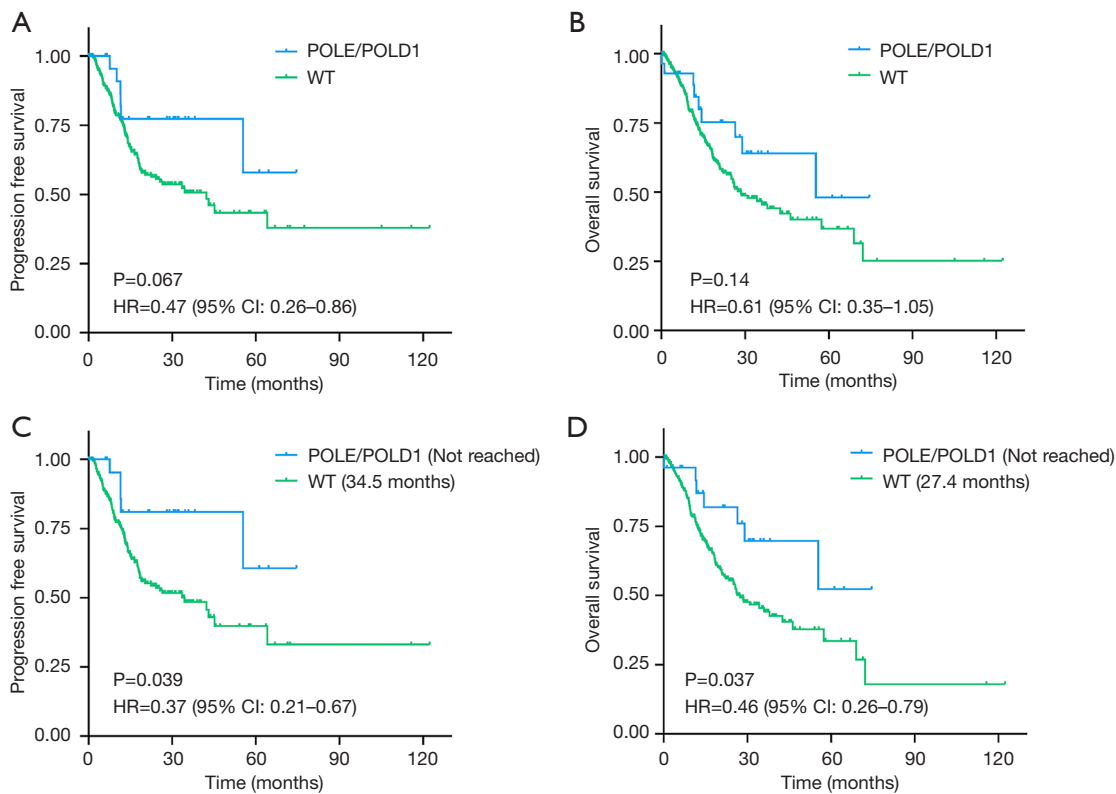 A
Progression free survival
1.00
0.75
0.50
0.25
0.00
POLE/POLD1
WT
P=0.067
HR=0.47 (95% CI: 0.26–0.86)
0 30 60 90 120
Time (months)
B
Overall survival
1.00
0.75
0.50
0.25
0.00
POLE/POLD1
WT
P=0.14
HR=0.61 (95% CI: 0.35–1.05)
0 30 60 90 120
Time (months)
C
Progression free survival
1.00
0.75
0.50
0.25
0.00
POLE/POLD1 (Not reached)
WT (34.5 months)
P=0.039
HR=0.37 (95% CI: 0.21–0.67)
0 30 60 90 120
Time (months)
D
Overall survival
1.00
0.75
0.50
0.25
0.00
POLE/POLD1 (Not reached)
WT (27.4 months)
P=0.037
HR=0.46 (95% CI: 0.26–0.79)
0 30 60 90 120
Time (months)